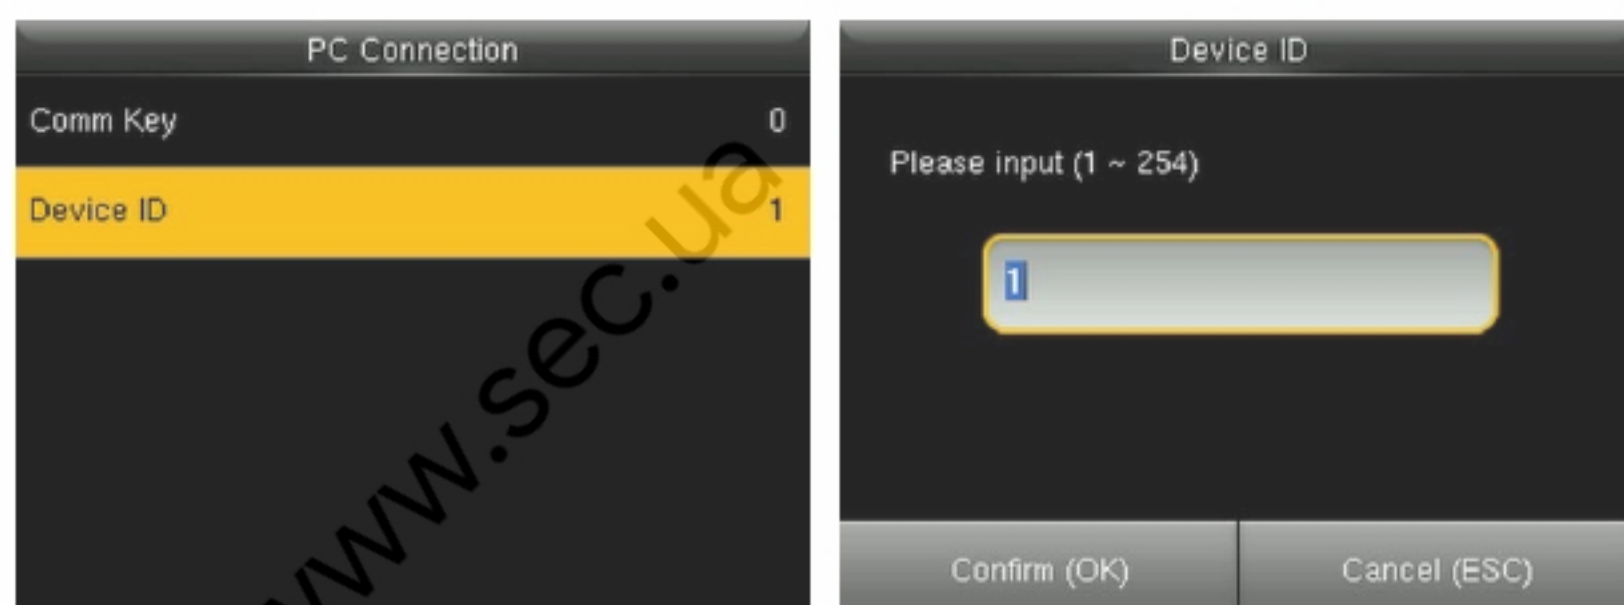 PC Connection
Comm Key 0
Device ID 1
www.sec.ua
Device ID
Please input (1 ~ 254)
1
Confirm (OK) Cancel (ESC)